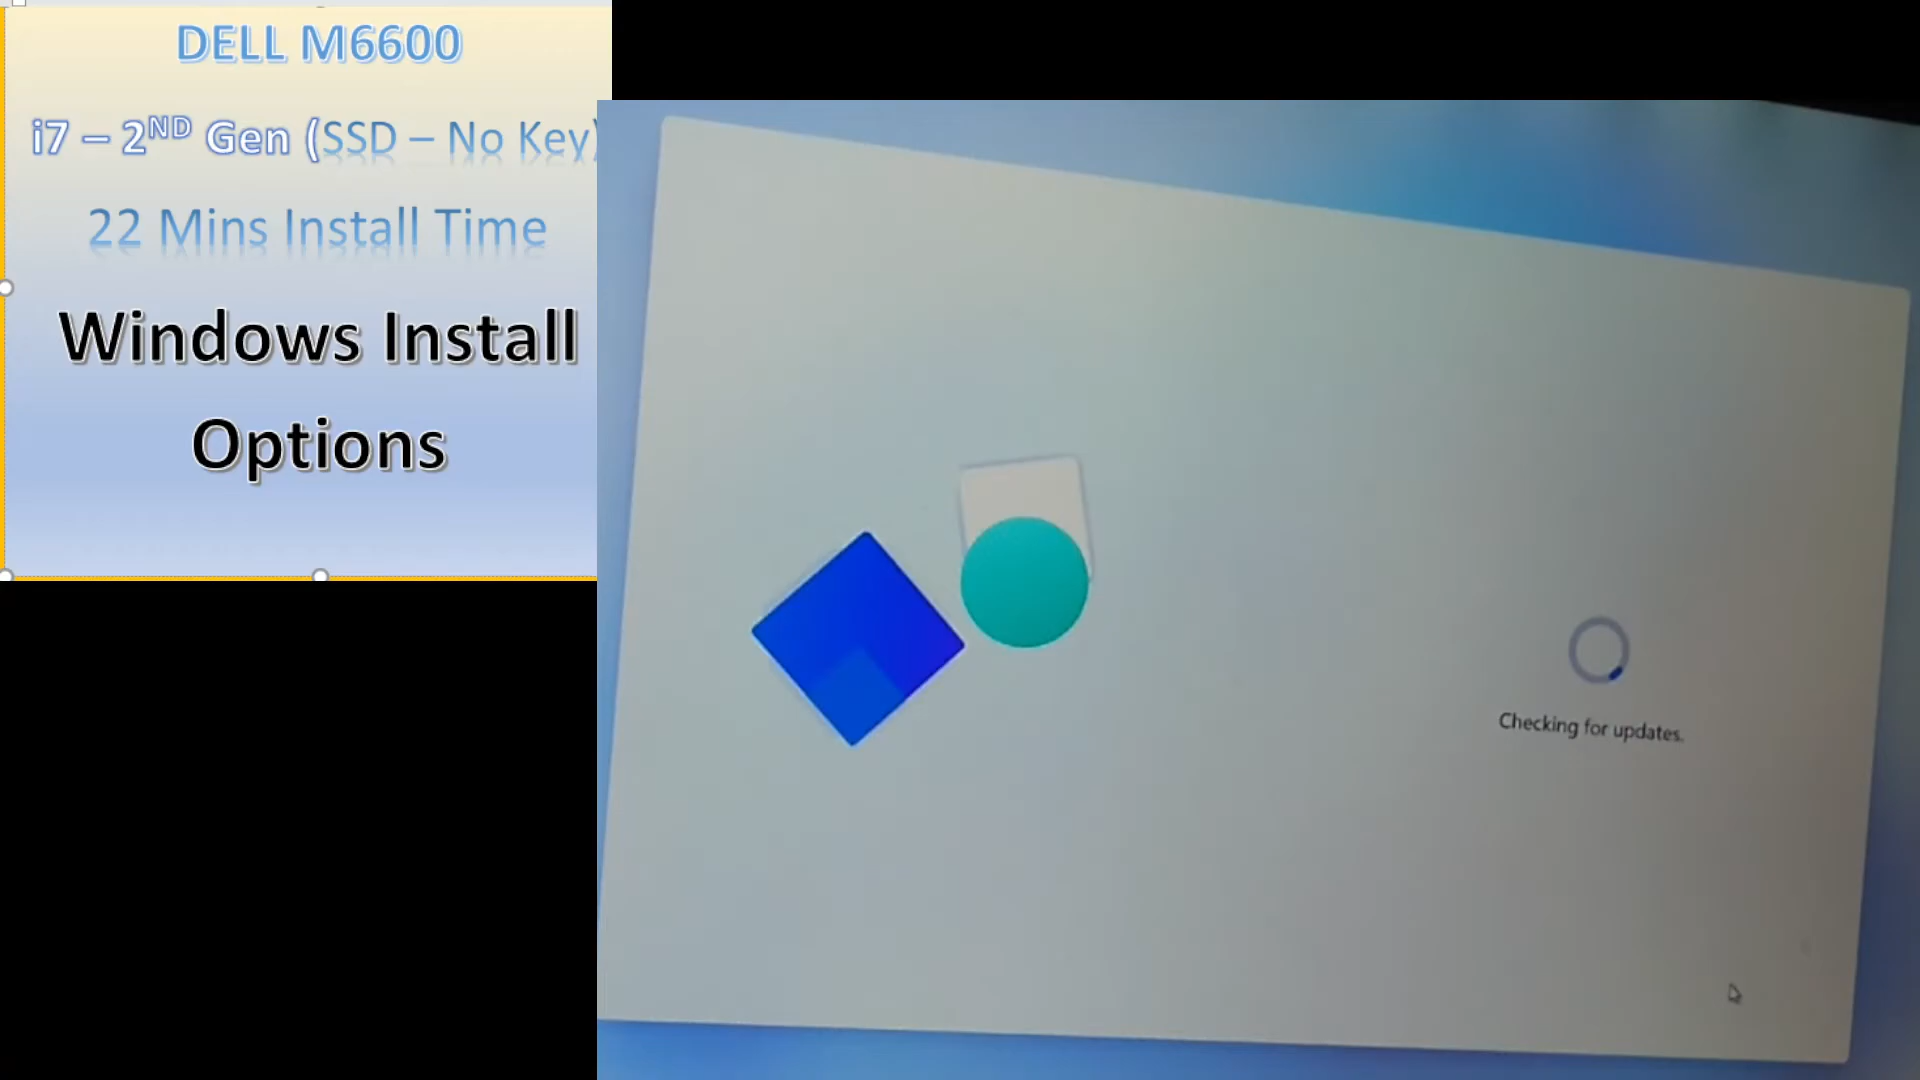 DELL M6600
i7 – 2ND Gen (SSD – No Key)
22 Mins Install Time
Windows Install
Options
Checking for updates.